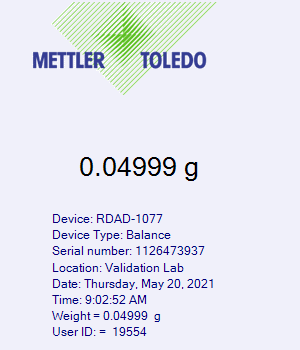 METTLER TOLEDO
0.04999 g
Device: RDAD-1077
Device Type: Balance
Serial number: 1126473937
Location: Validation Lab
Date: Thursday, May 20, 2021
Time: 9:02:52 AM
Weight = 0.04999 g
User ID: = 19554